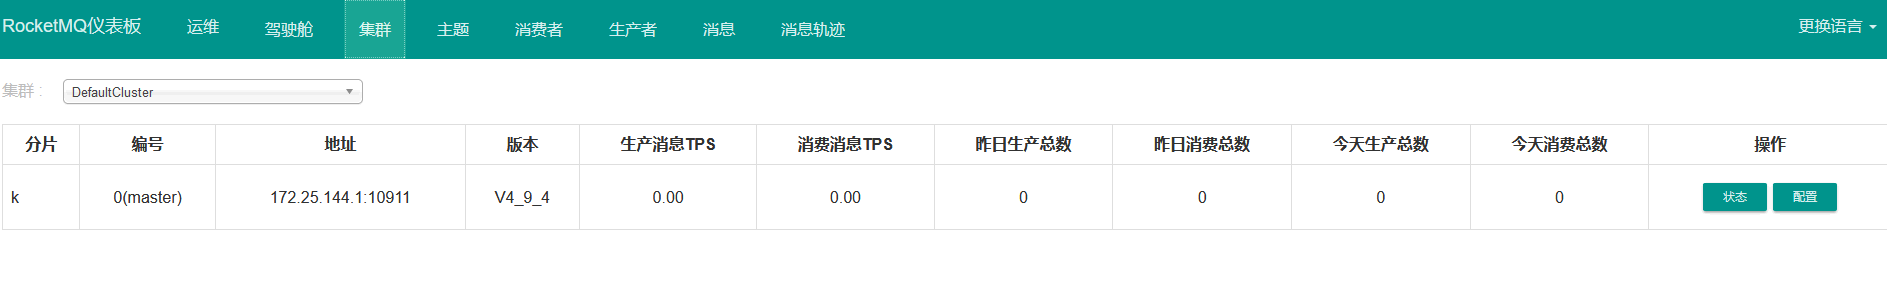 RocketMQ仪表板 运维 驾驶舱 集群 主题 消费者 生产者 消息 消息轨迹 更换语言
集群： DefaultCluster
分片 编号 地址 版本 生产消息TPS 消费消息TPS 昨日生产总数 昨日消费总数 今天生产总数 今天消费总数 操作
k 0(master) 172.25.144.1:10911 V4_9_4 0.00 0.00 0 0 0 0 状态 配置